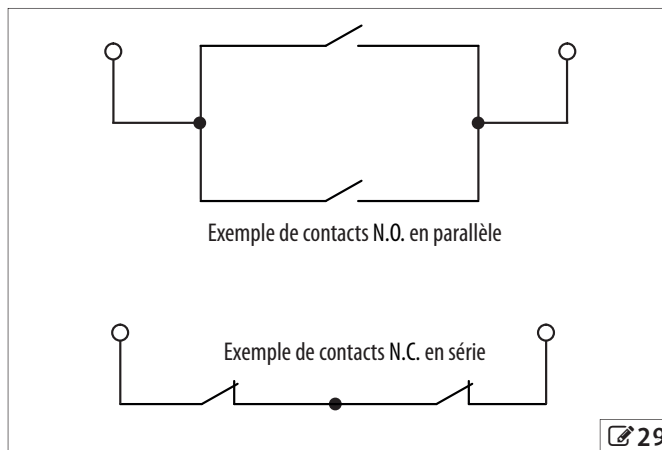 Exemple de contacts N.O. en parallèle
Exemple de contacts N.C. en série
29